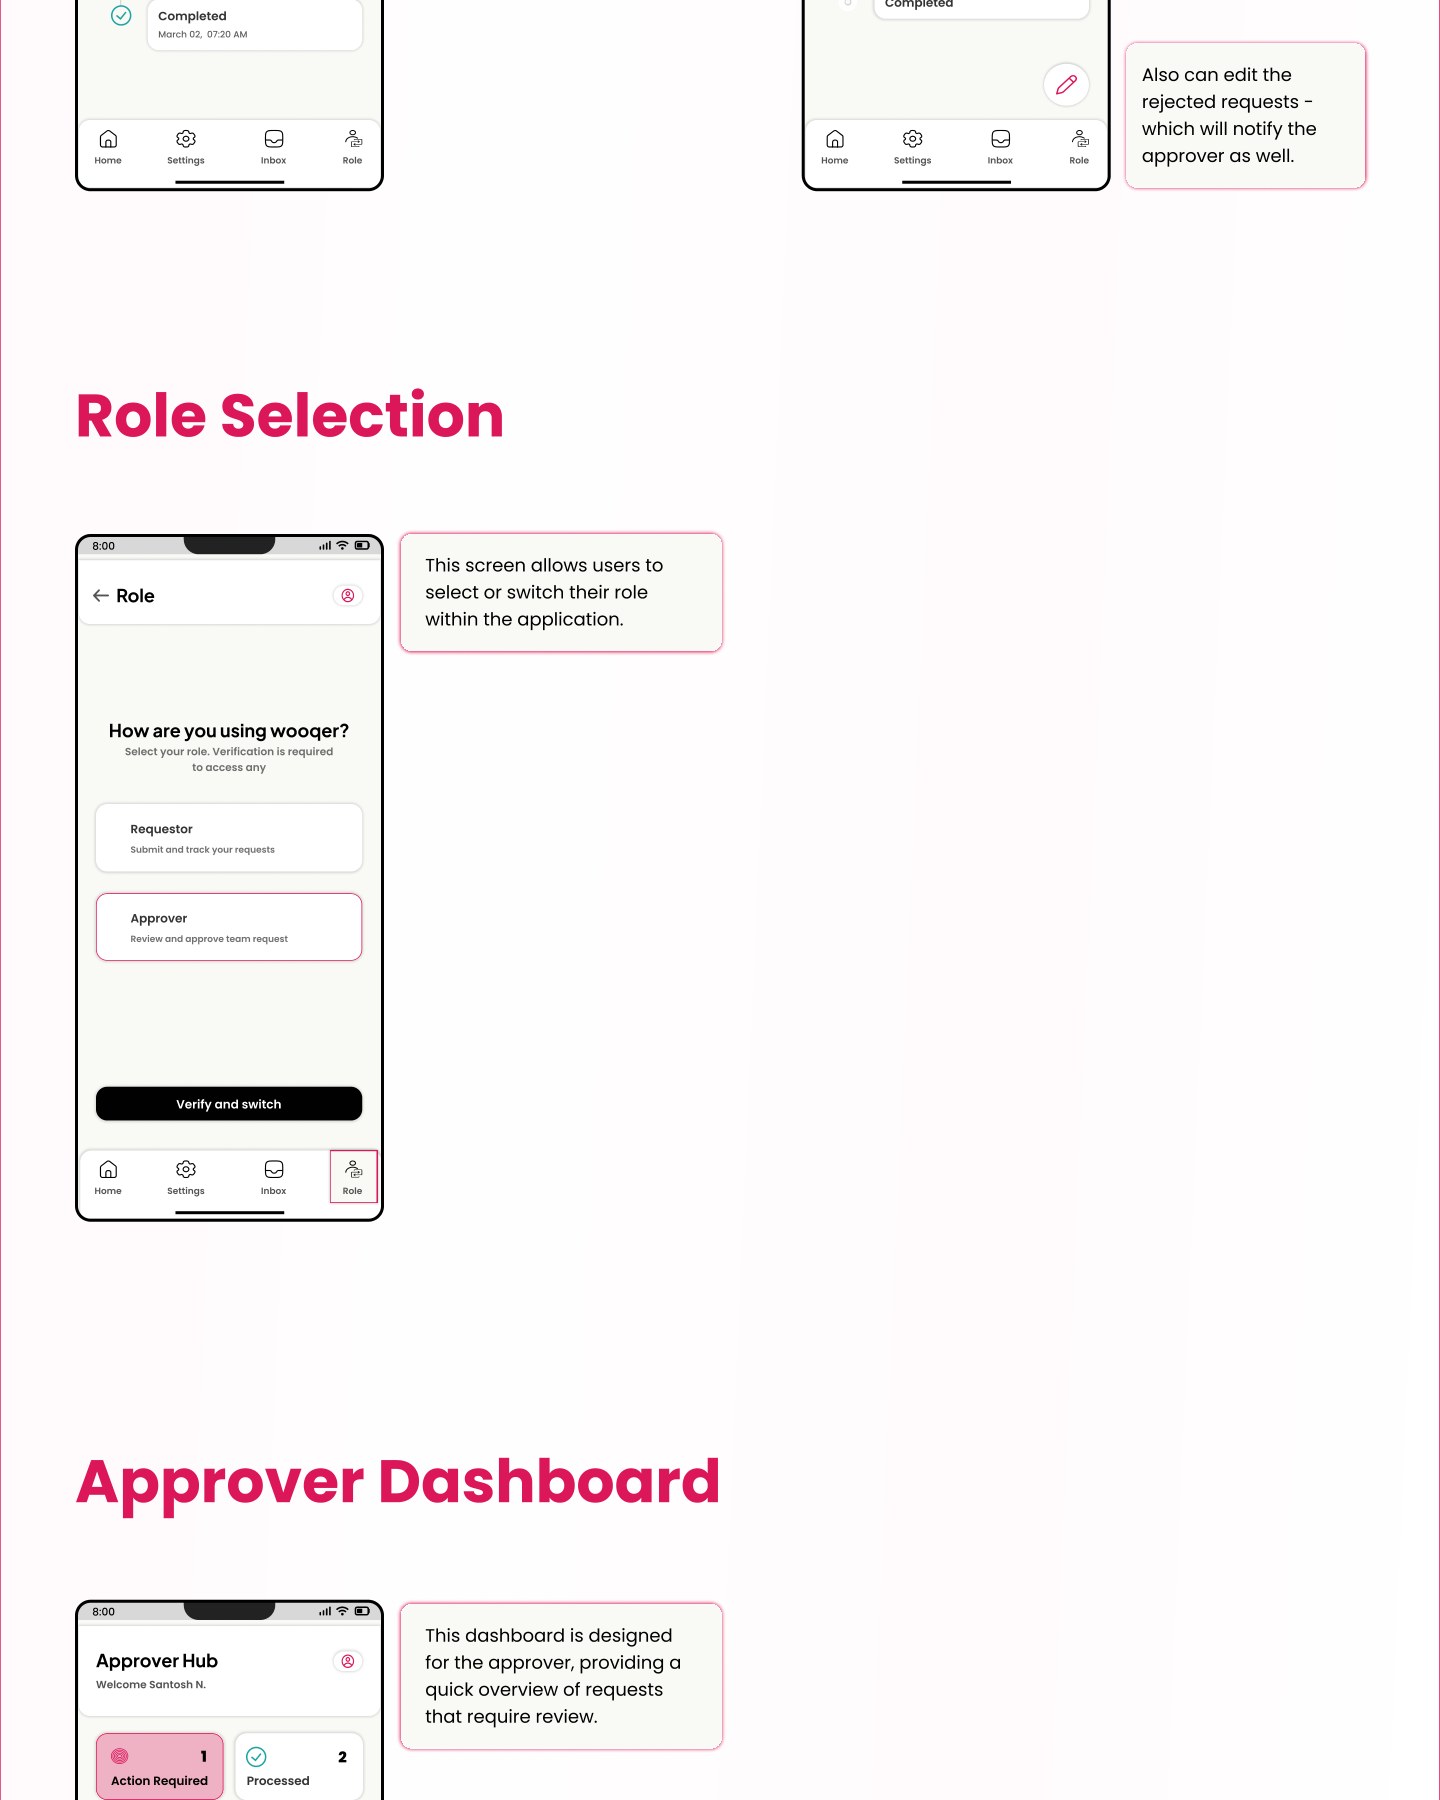 Completed
March 02, 07:20 AM
Home
Settings
Inbox
Role
Completed
Home
Settings
Inbox
Role
Also can edit the
rejected requests -
which will notify the
approver as well.
Role Selection
8:00
Role
How are you using wooqer?
Select your role. Verification is required
to access any
Requestor
Submit and track your requests
Approver
Review and approve team request
Verify and switch
Home
Settings
Inbox
Role
This screen allows users to
select or switch their role
within the application.
Approver Dashboard
8:00
Approver Hub
Welcome Santosh N.
1
Action Required
2
Processed
This dashboard is designed
for the approver, providing a
quick overview of requests
that require review.